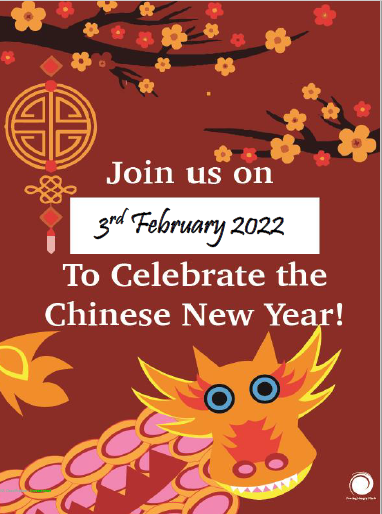 Join us on
3rd February 2022
To Celebrate the
Chinese New Year!